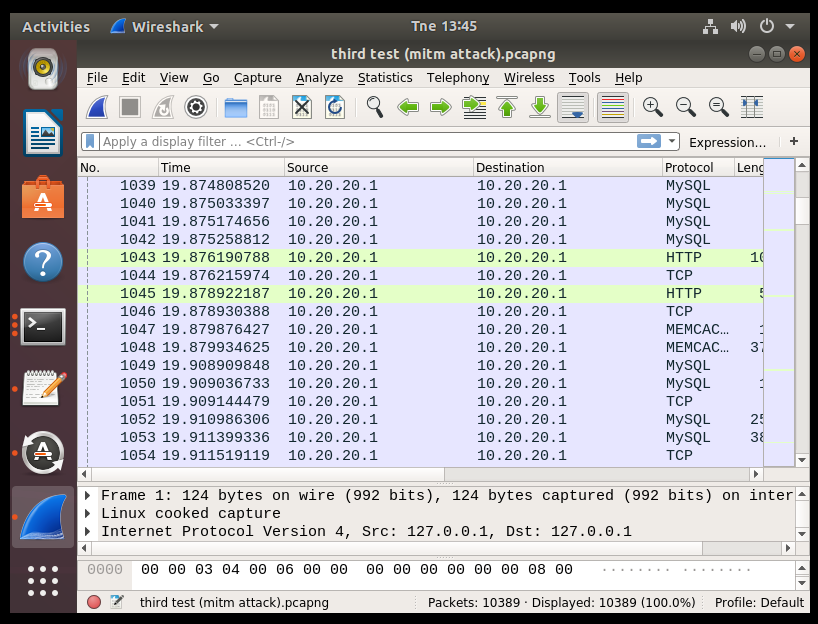 Activities Wireshark Tne 13:45
third test (mitm attack).pcapng
File Edit View Go Capture Analyze Statistics Telephony Wireless Tools Help
Apply a display filter ... <Ctrl-/> Expression... +
No. Time Source Destination Protocol Leng
1039 19.874808520 10.20.20.1 10.20.20.1 MySQL
1040 19.875033397 10.20.20.1 10.20.20.1 MySQL
1041 19.875174656 10.20.20.1 10.20.20.1 MySQL
1042 19.875258812 10.20.20.1 10.20.20.1 MySQL
1043 19.876190788 10.20.20.1 10.20.20.1 HTTP 10
1044 19.876215974 10.20.20.1 10.20.20.1 TCP
1045 19.878922187 10.20.20.1 10.20.20.1 HTTP 5
1046 19.878930388 10.20.20.1 10.20.20.1 TCP
1047 19.879876427 10.20.20.1 10.20.20.1 MEMCAC… 1
1048 19.879934625 10.20.20.1 10.20.20.1 MEMCAC… 37
1049 19.908909848 10.20.20.1 10.20.20.1 MySQL
1050 19.909036733 10.20.20.1 10.20.20.1 MySQL 1
1051 19.909144479 10.20.20.1 10.20.20.1 TCP
1052 19.910986306 10.20.20.1 10.20.20.1 MySQL 25
1053 19.911399336 10.20.20.1 10.20.20.1 MySQL 38
1054 19.911519119 10.20.20.1 10.20.20.1 TCP
Frame 1: 124 bytes on wire (992 bits), 124 bytes captured (992 bits) on inter
Linux cooked capture
Internet Protocol Version 4, Src: 127.0.0.1, Dst: 127.0.0.1
0000 00 00 03 04 00 06 00 00 00 00 00 00 00 00 08 00 ········ ········
third test (mitm attack).pcapng Packets: 10389 · Displayed: 10389 (100.0%) Profile: Default